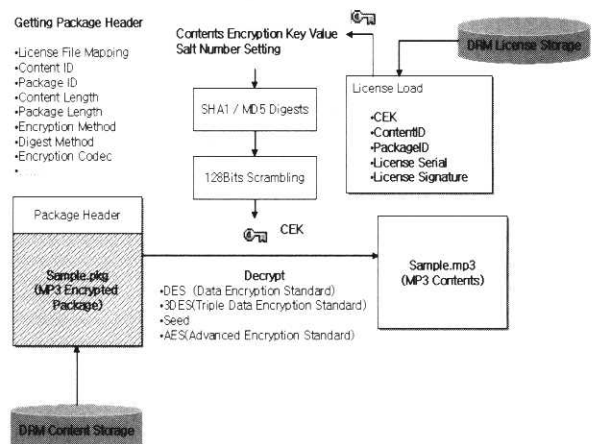 Getting Package Header
•License File Mapping
•Content ID
•Package ID
•Content Length
•Package Length
•Encryption Method
•Digest Method
•Encryption Codec
•.....
Contents Encryption Key Value
Salt Number Setting
SHA1 / MD5 Digests
128Bits Scrambling
CEK
DRM License Storage
License Load
•CEK
•ContentID
•PackageID
•License Serial
•License Signature
Package Header
Sample.pkg
(MP3 Encrypted
Package)
Decrypt
•DES (Data Encryption Standard)
•3DES(Triple Data Encryption Standard)
•Seed
•AES(Advanced Encryption Standard)
Sample.mp3
(MP3 Contents)
DRM Content Storage